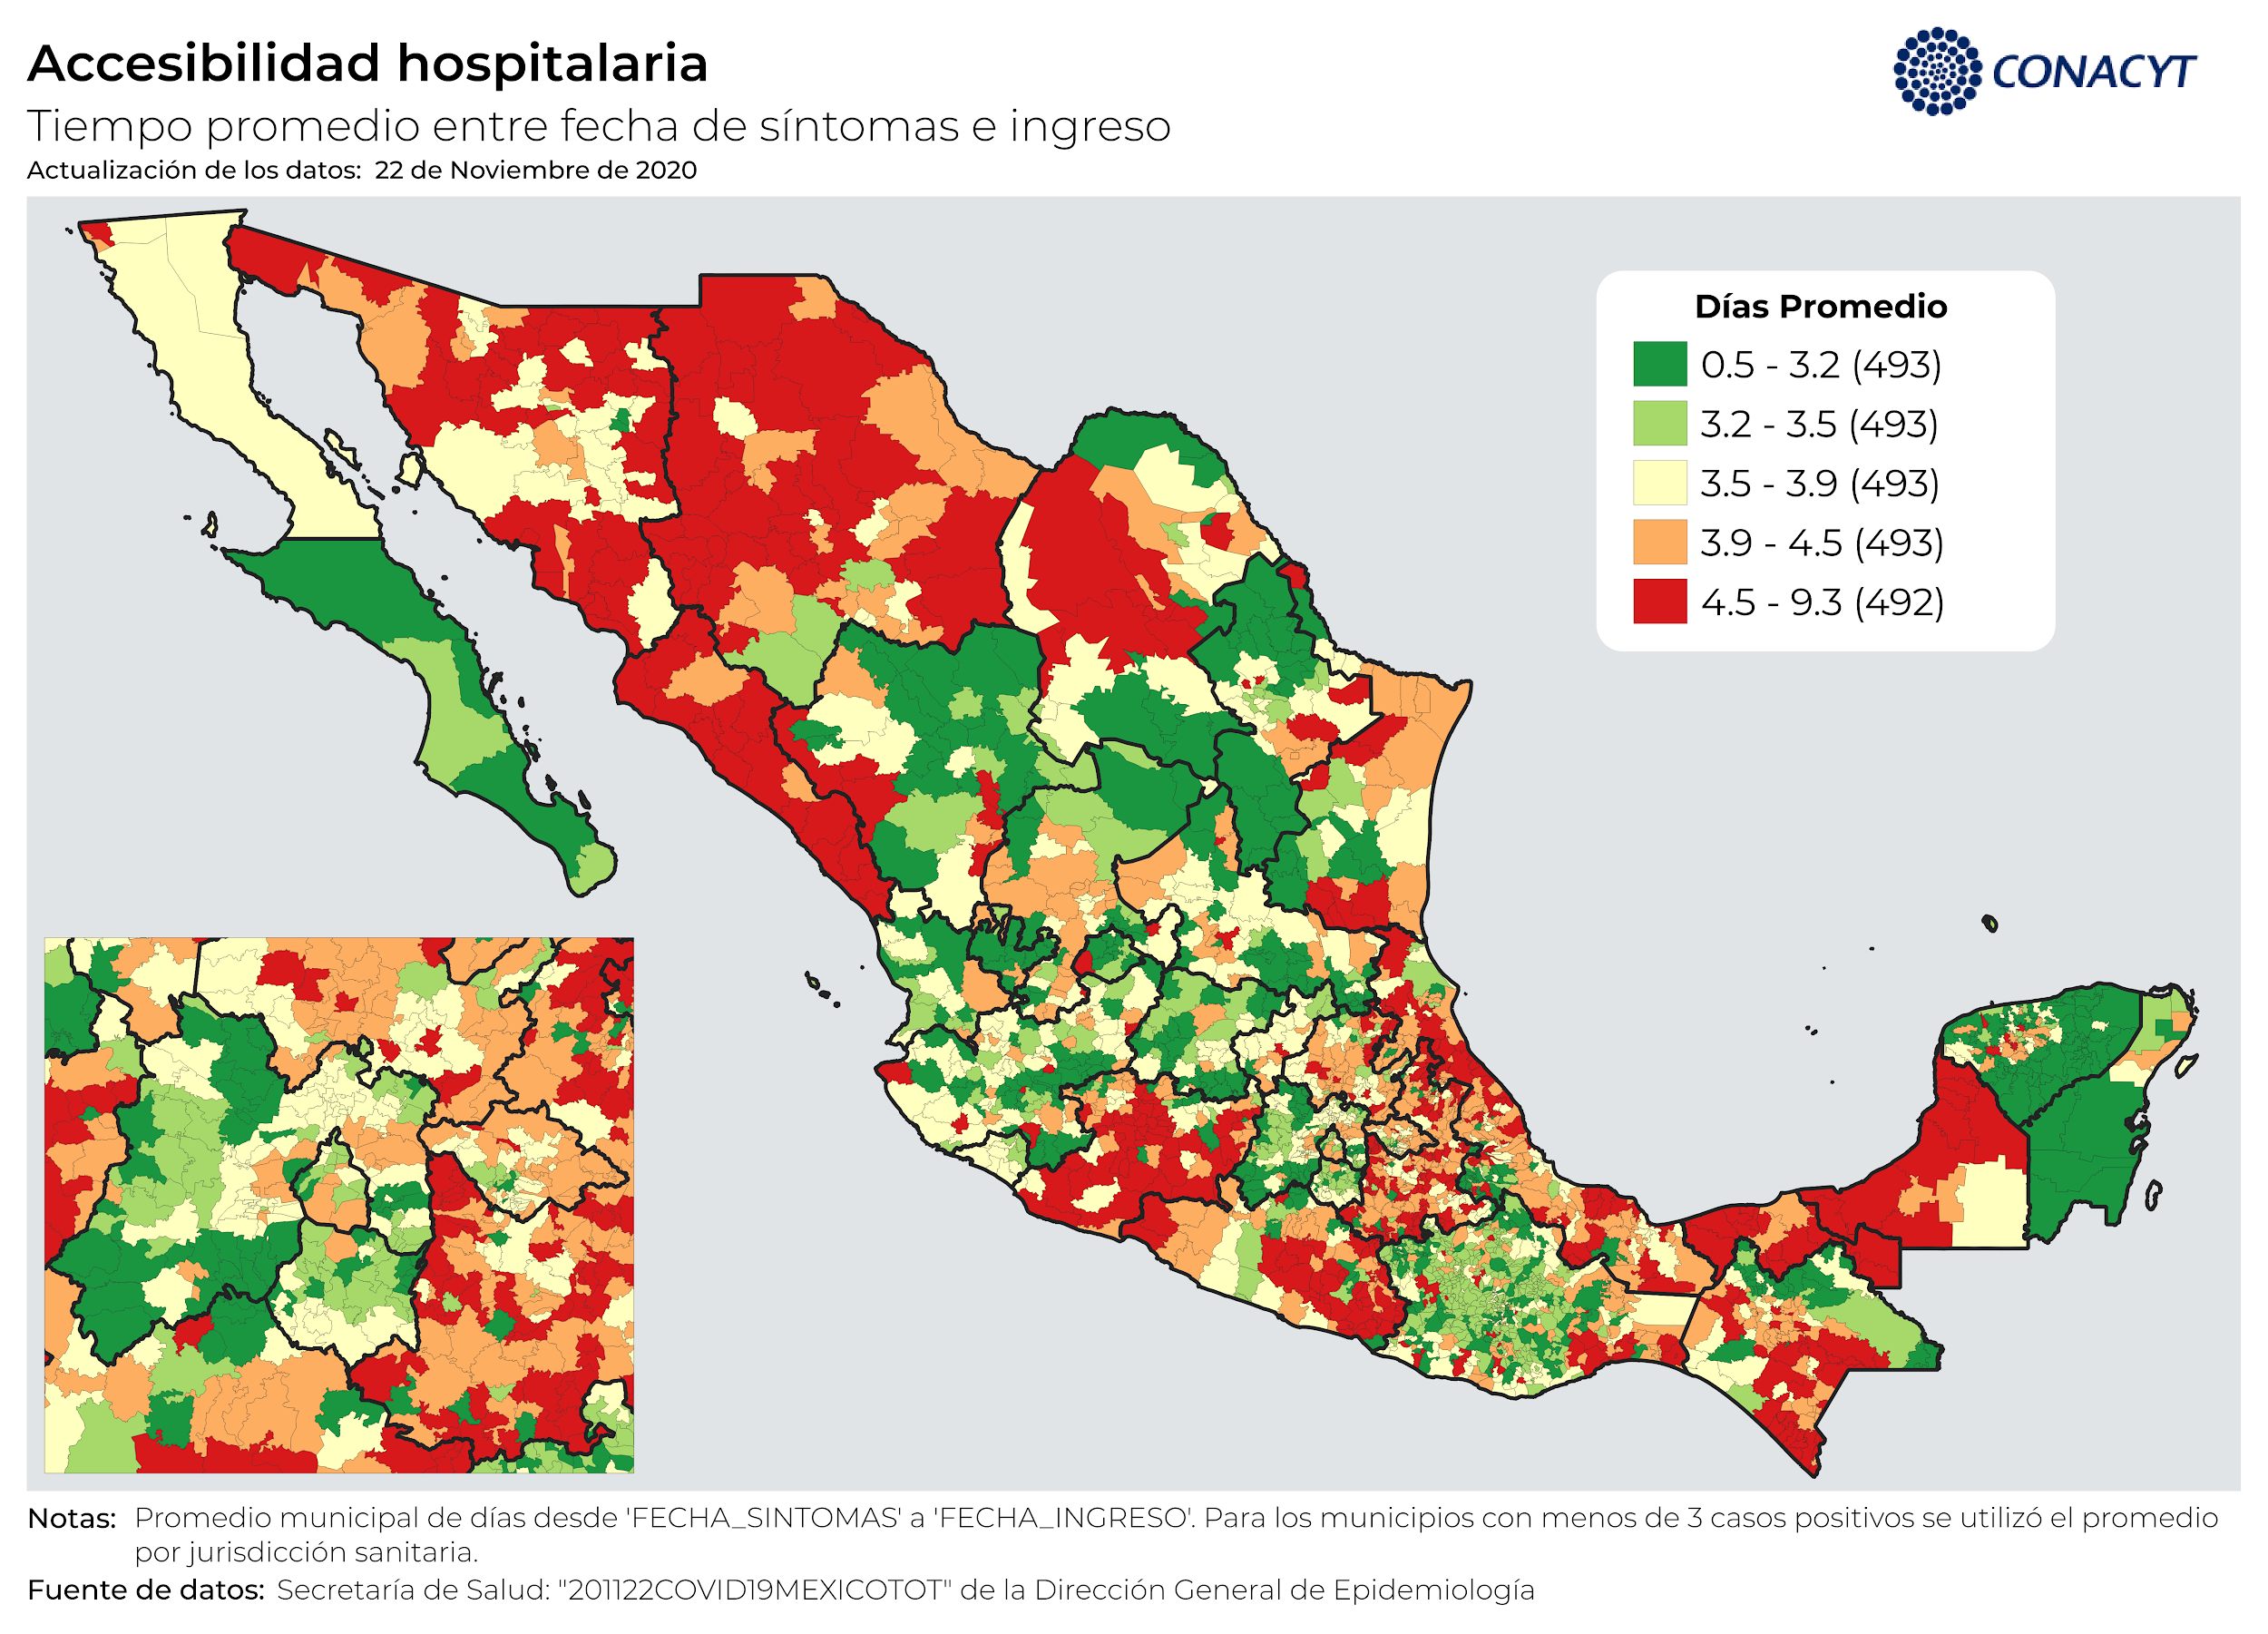 Accesibilidad hospitalaria
CONACYT
Tiempo promedio entre fecha de síntomas e ingreso
Actualización de los datos: 22 de Noviembre de 2020
Días Promedio
0.5 - 3.2 (493)
3.2 - 3.5 (493)
3.5 - 3.9 (493)
3.9 - 4.5 (493)
4.5 - 9.3 (492)
Notas: Promedio municipal de días desde 'FECHA_SINTOMAS' a 'FECHA_INGRESO'. Para los municipios con menos de 3 casos positivos se utilizó el promedio
por jurisdicción sanitaria.
Fuente de datos: Secretaría de Salud: "201122COVID19MEXICOTOT" de la Dirección General de Epidemiología